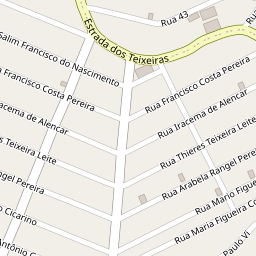 Rua 43
Estrada dos Teixeiras
Salim Francisco do Nascimento
Francisco Costa Pereira
Rua Francisco Costa Pereira
Iracema de Alencar
Rua Iracema de Alencar
Teixeira Leite
Rua Thieres Teixeira Leite
Rangel Pereira
Rua Arabela Rangel Pere
Cicarino
Rua Mario Figue
Rua Maria Figueira Co
Antônio
Paulo VI